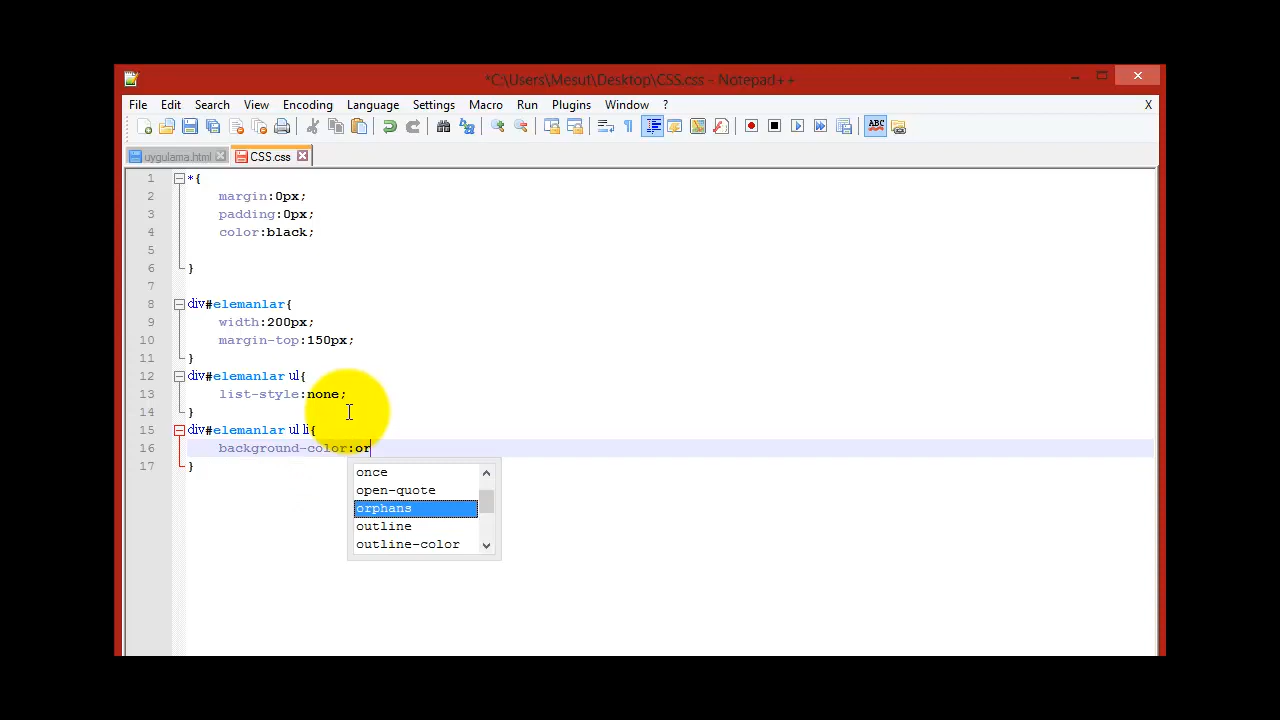 *C:\Users\Mesut\Desktop\CSS.css - Notepad++
File Edit Search View Encoding Language Settings Macro Run Plugins Window ? X
ABC
uygulama.html CSS.css
1 *{
2 margin:0px;
3 padding:0px;
4 color:black;
5
6 }
7
8 div#elemanlar{
9 width:200px;
10 margin-top:150px;
11 }
12 div#elemanlar ul{
13 list-style:none;
14 }
15 div#elemanlar ul li{
16 background-color:or
17 }
once
open-quote
orphans
outline
outline-color